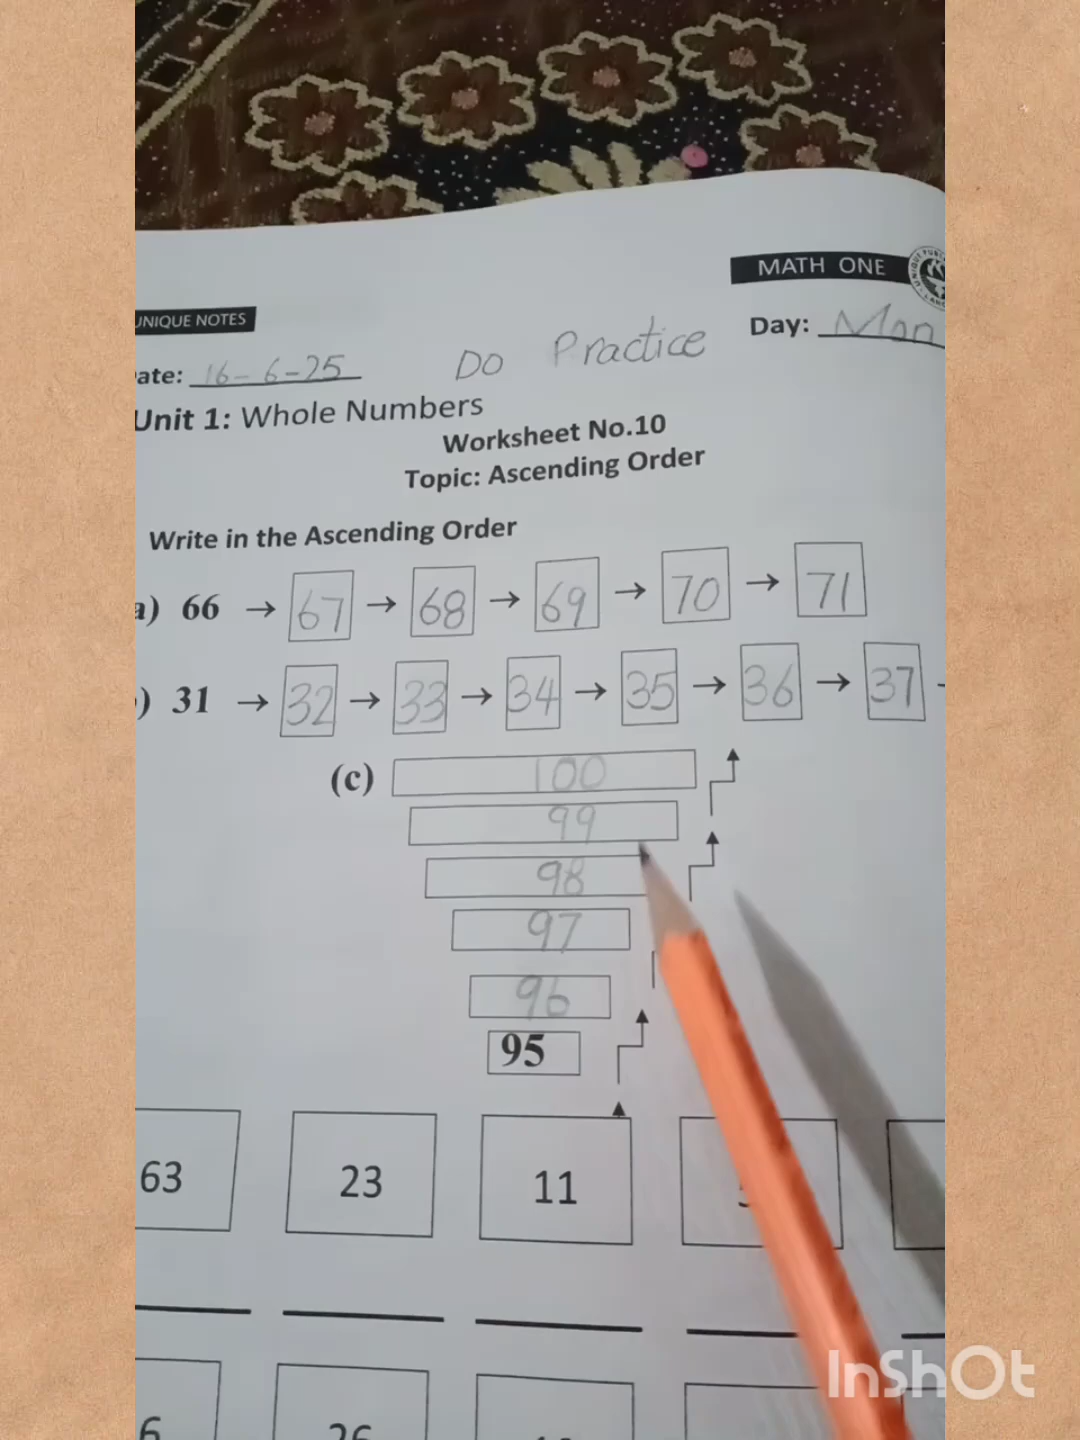 MATH ONE
UNIQUE NOTES
Day: Mon
ate: 16-6-25
Do Practice
Unit 1: Whole Numbers
Worksheet No.10
Topic: Ascending Order
Write in the Ascending Order
a) 66 → 67 → 68 → 69 → 70 → 71
) 31 → 32 → 33 → 34 → 35 → 36 → 37
(c) 100
99
98
97
96
95
63 23 11
6 26
InShOt